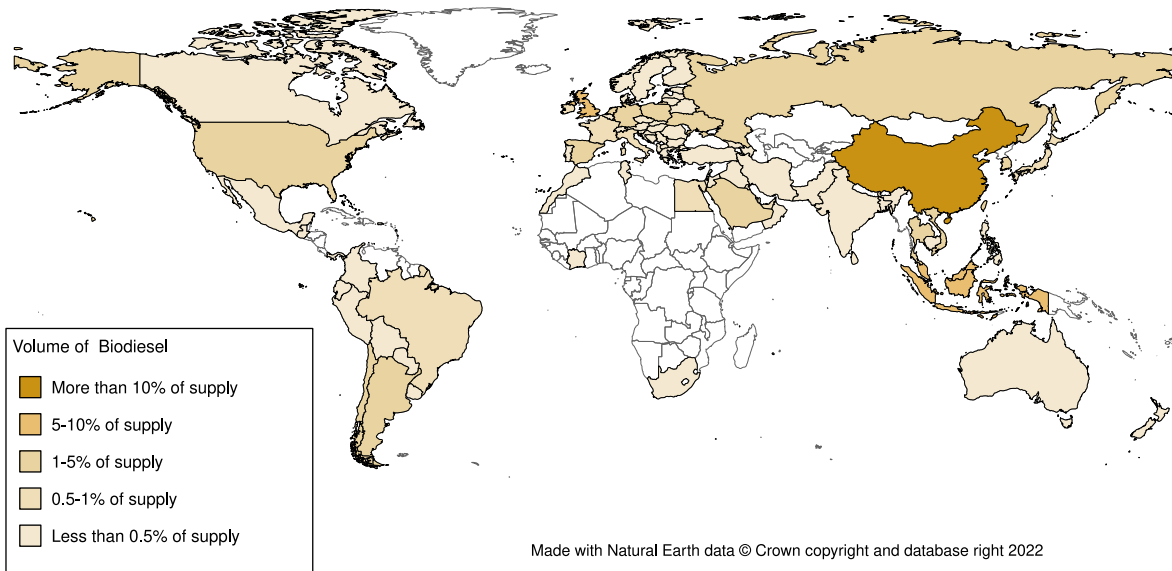 Volume of Biodiesel
More than 10% of supply
5-10% of supply
1-5% of supply
0.5-1% of supply
Less than 0.5% of supply
Made with Natural Earth data © Crown copyright and database right 2022